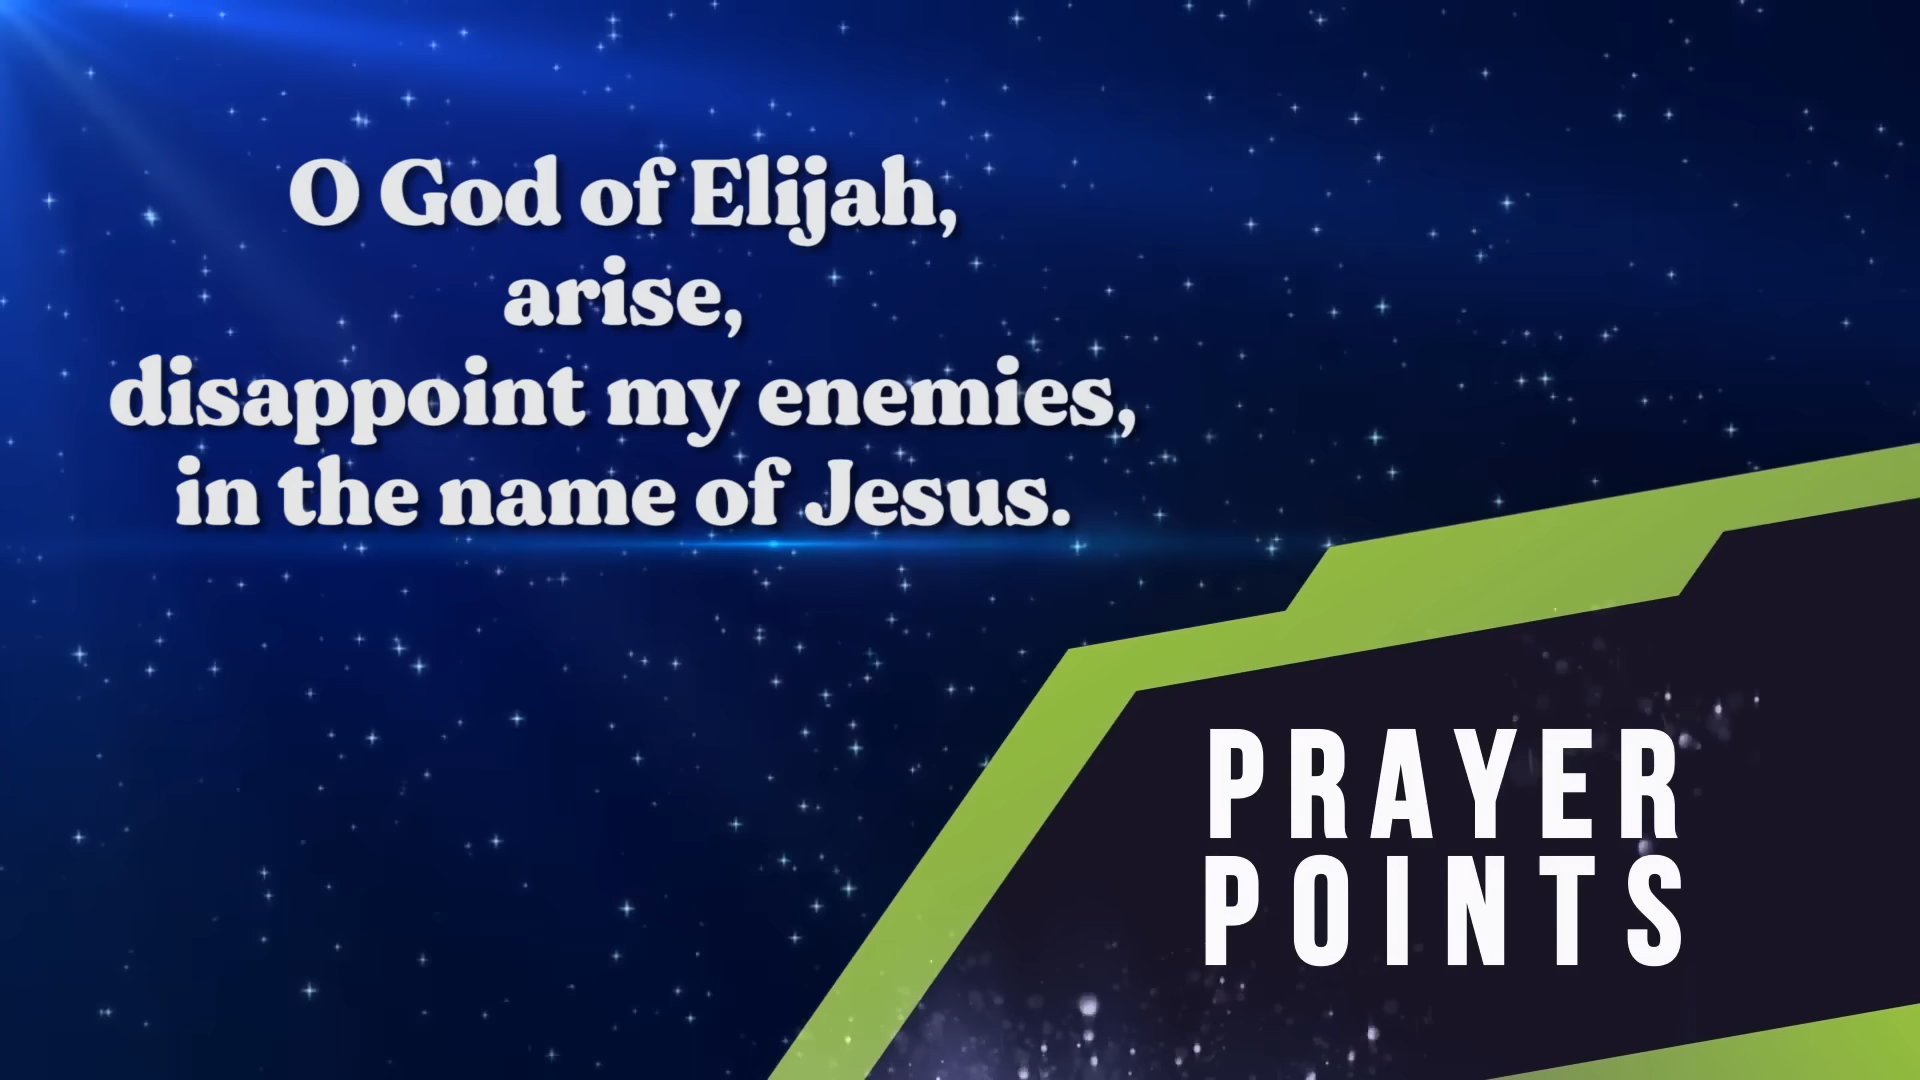 O God of Elijah,
arise,
disappoint my enemies,
in the name of Jesus.
PRAYER
POINTS